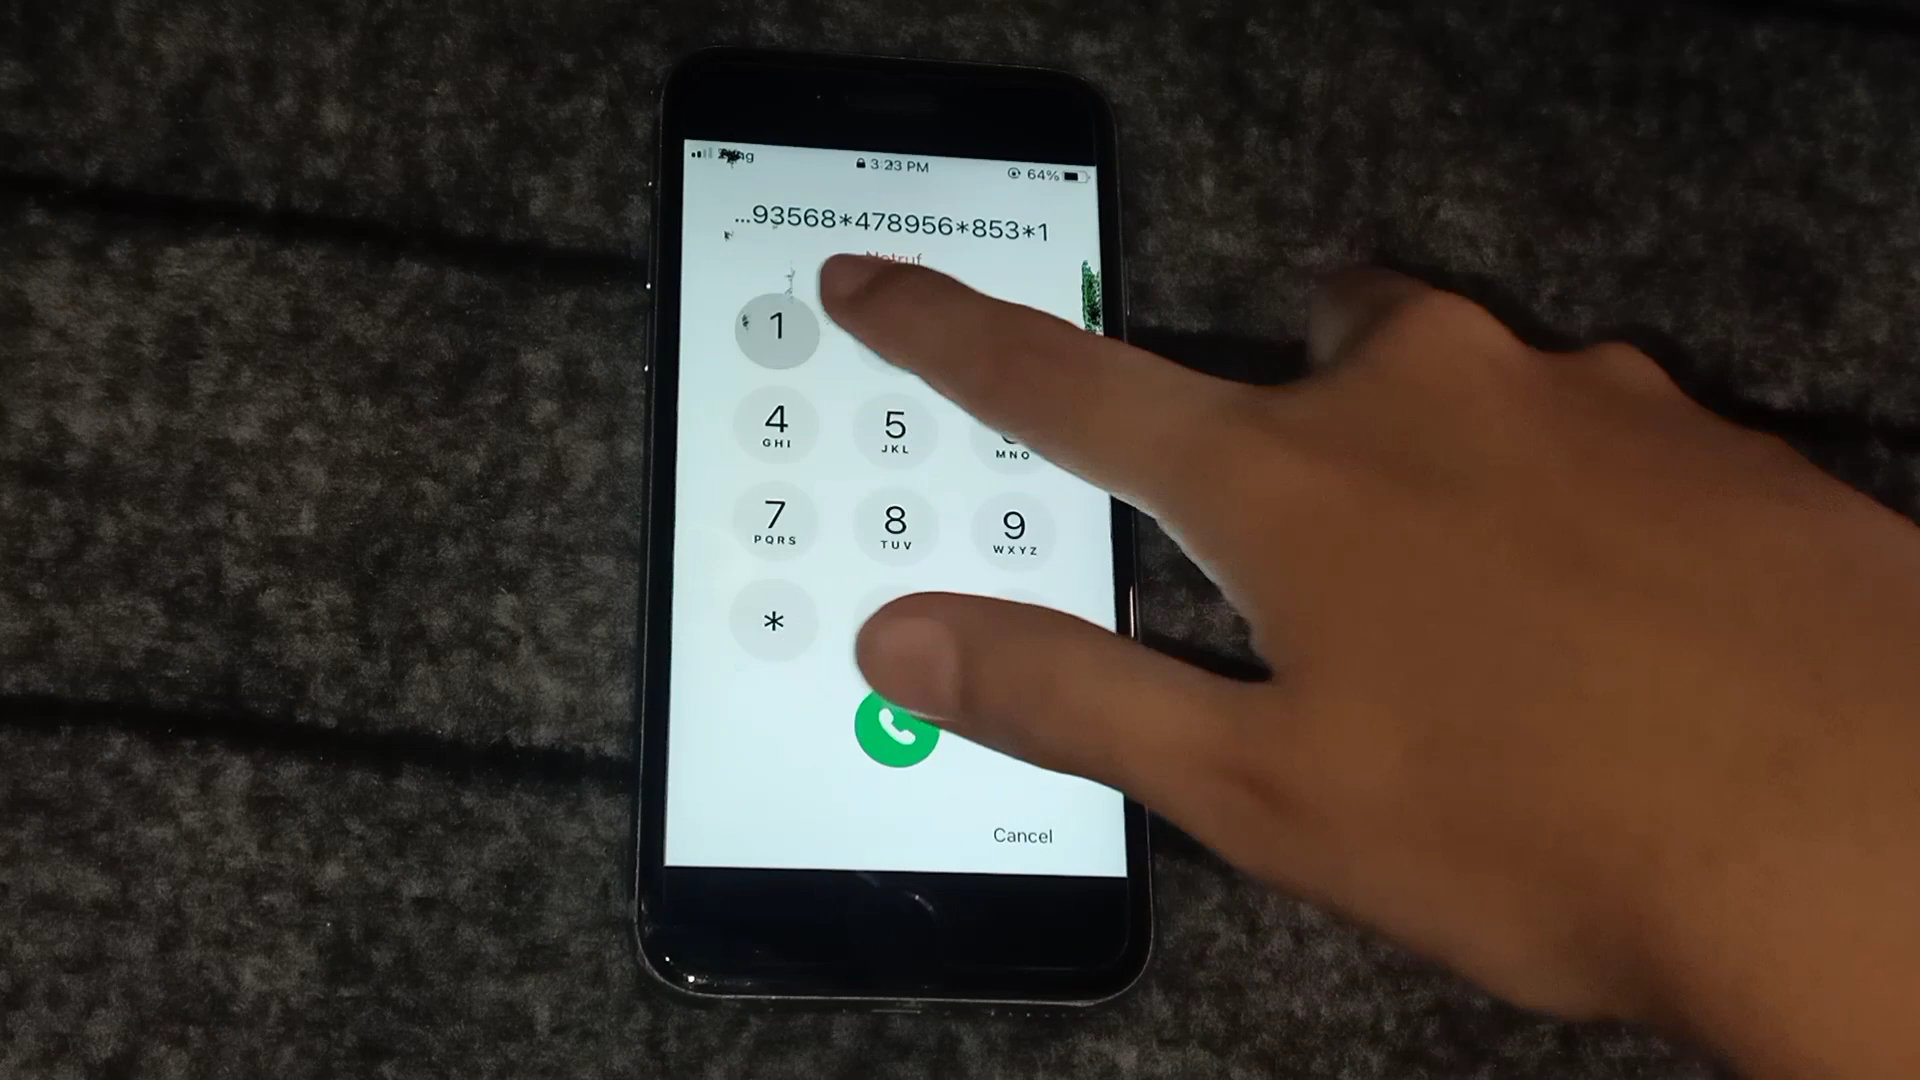 3:23 PM
64%
...93568*478956*853*1
Notruf
1
4
GHI
5
JKL
MNO
7
PQRS
8
TUV
9
WXYZ
*
Cancel